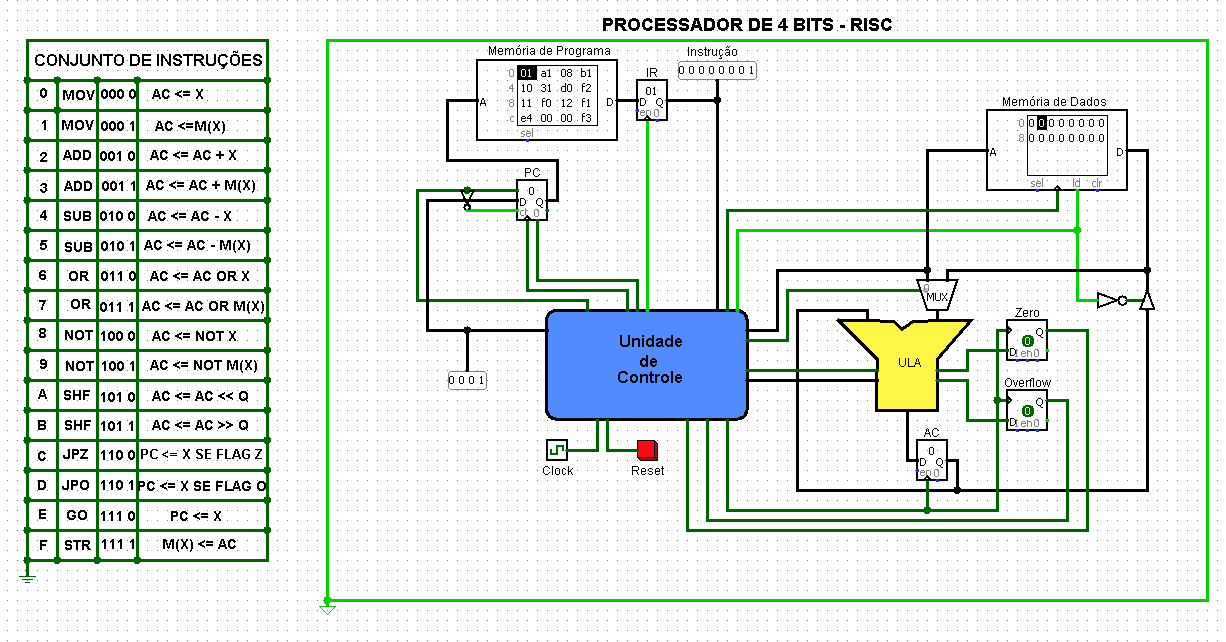 PROCESSADOR DE 4 BITS - RISC
CONJUNTO DE INSTRUÇÕES
0 MOV 000 0 AC <= X
1 MOV 000 1 AC <=M(X)
2 ADD 001 0 AC <= AC + X
3 ADD 001 1 AC <= AC + M(X)
4 SUB 010 0 AC <= AC - X
5 SUB 010 1 AC <= AC - M(X)
6 OR 011 0 AC <= AC OR X
7 OR 011 1 AC <= AC OR M(X)
8 NOT 100 0 AC <= NOT X
9 NOT 100 1 AC <= NOT M(X)
A SHF 101 0 AC <= AC << Q
B SHF 101 1 AC <= AC >> Q
C JPZ 110 0 PC <= X SE FLAG Z
D JPO 110 1 PC <= X SE FLAG O
E GO 111 0 PC <= X
F STR 111 1 M(X) <= AC
Memória de Programa
0 01 a1 08 b1
4 10 31 d0 f2
A 8 11 f0 12 f1 D
c e4 00 00 f3
sel
IR
01
D Q
en 0
Instrução
0 0 0 0 0 0 0 1
Memória de Dados
0 0 0 0 0 0 0 0 0
8 0 0 0 0 0 0 0 0
A D
sel ld clr
PC
0
D Q
ct 0
0 0 0 1
Unidade
de
Controle
Clock
Reset
0
MUX
ULA
Zero
Q
0
D en 0
Overflow
Q
0
D en 0
AC
0
D Q
en 0